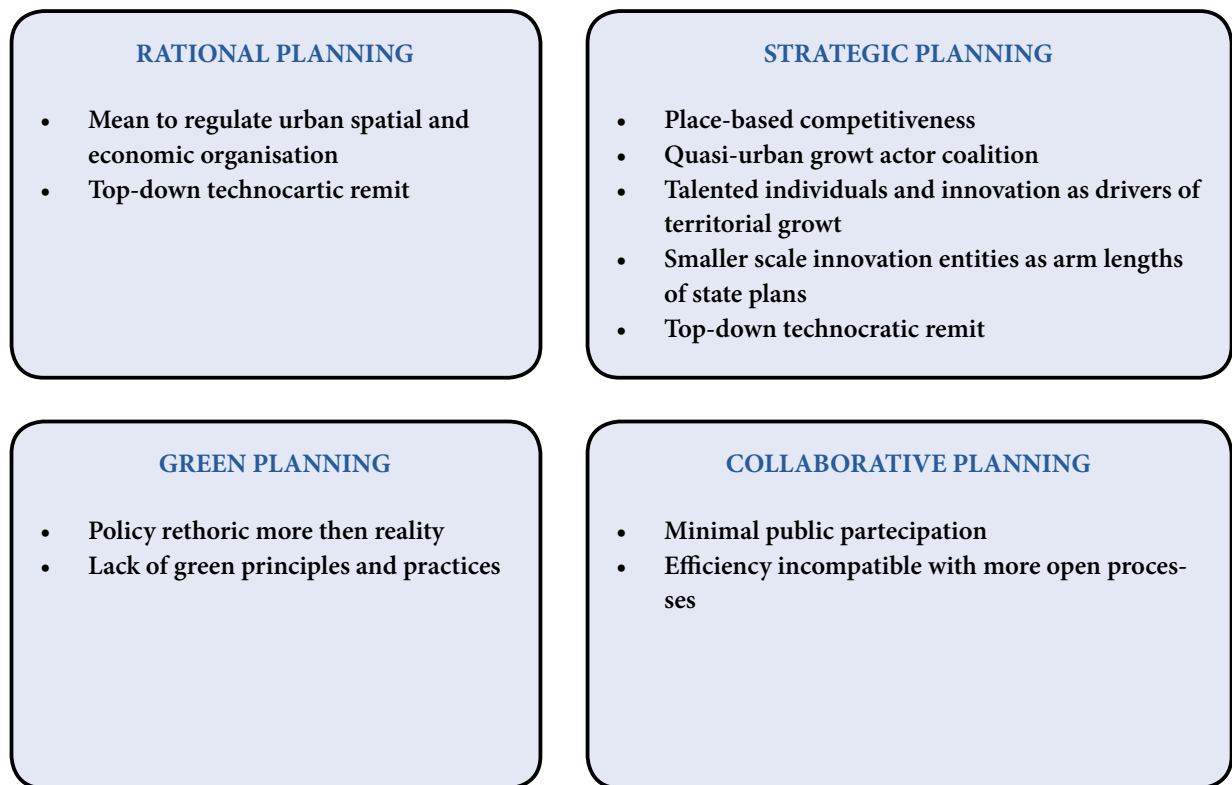 RATIONAL PLANNING
• Mean to regulate urban spatial and
economic organisation
• Top-down technocartic remit
STRATEGIC PLANNING
• Place-based competitiveness
• Quasi-urban growt actor coalition
• Talented individuals and innovation as drivers of
territorial growt
• Smaller scale innovation entities as arm lengths
of state plans
• Top-down technocratic remit
GREEN PLANNING
• Policy rethoric more then reality
• Lack of green principles and practices
COLLABORATIVE PLANNING
• Minimal public partecipation
• Efficiency incompatible with more open proces-
ses